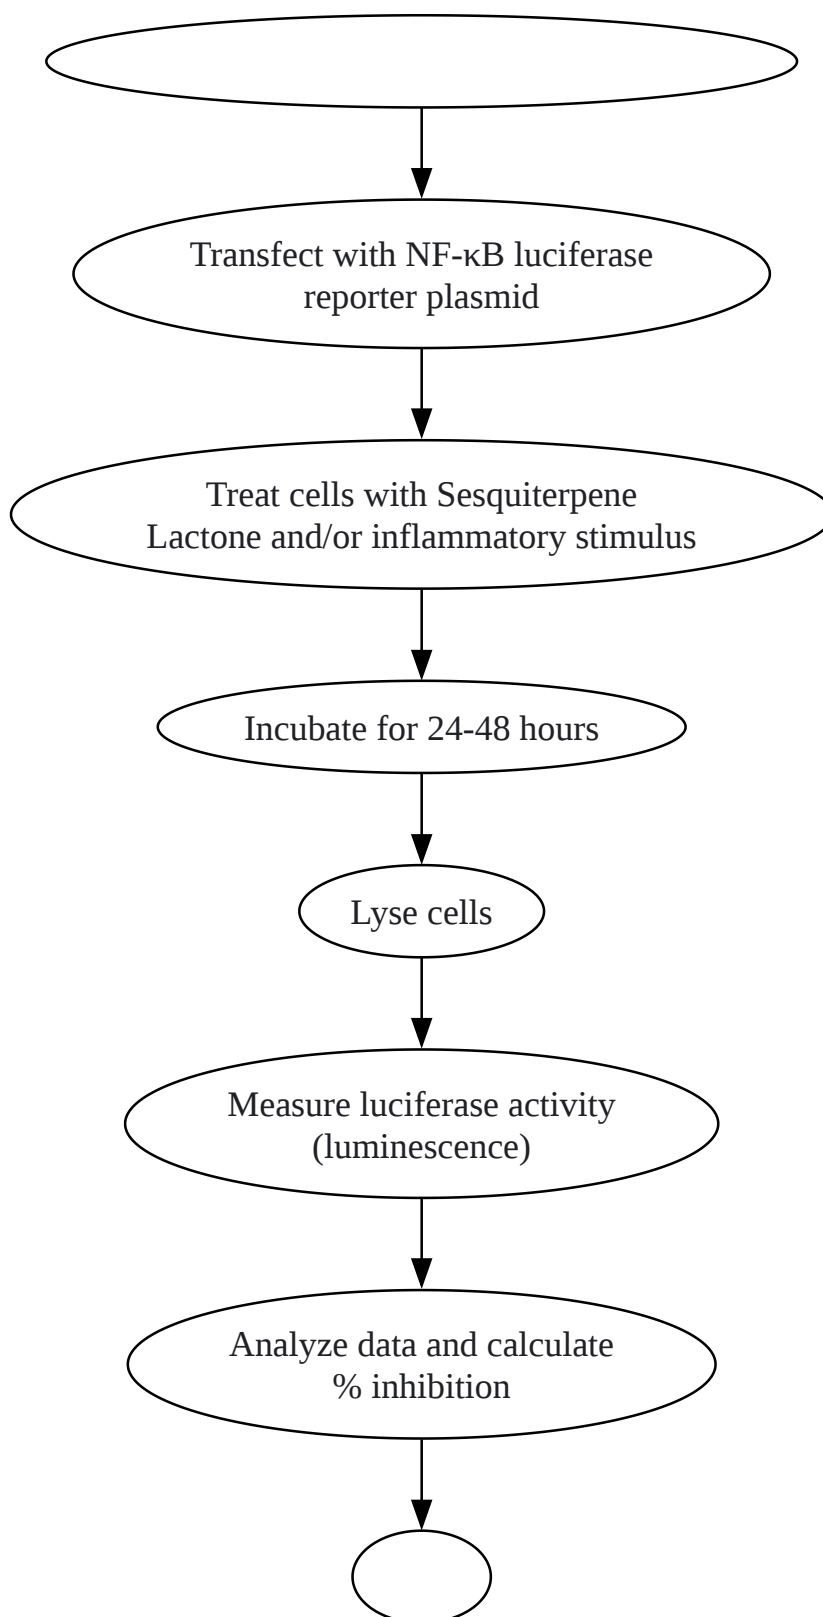 Transfect with NF-κB luciferase
reporter plasmid
Treat cells with Sesquiterpene
Lactone and/or inflammatory stimulus
Incubate for 24-48 hours
Lyse cells
Measure luciferase activity
(luminescence)
Analyze data and calculate
% inhibition